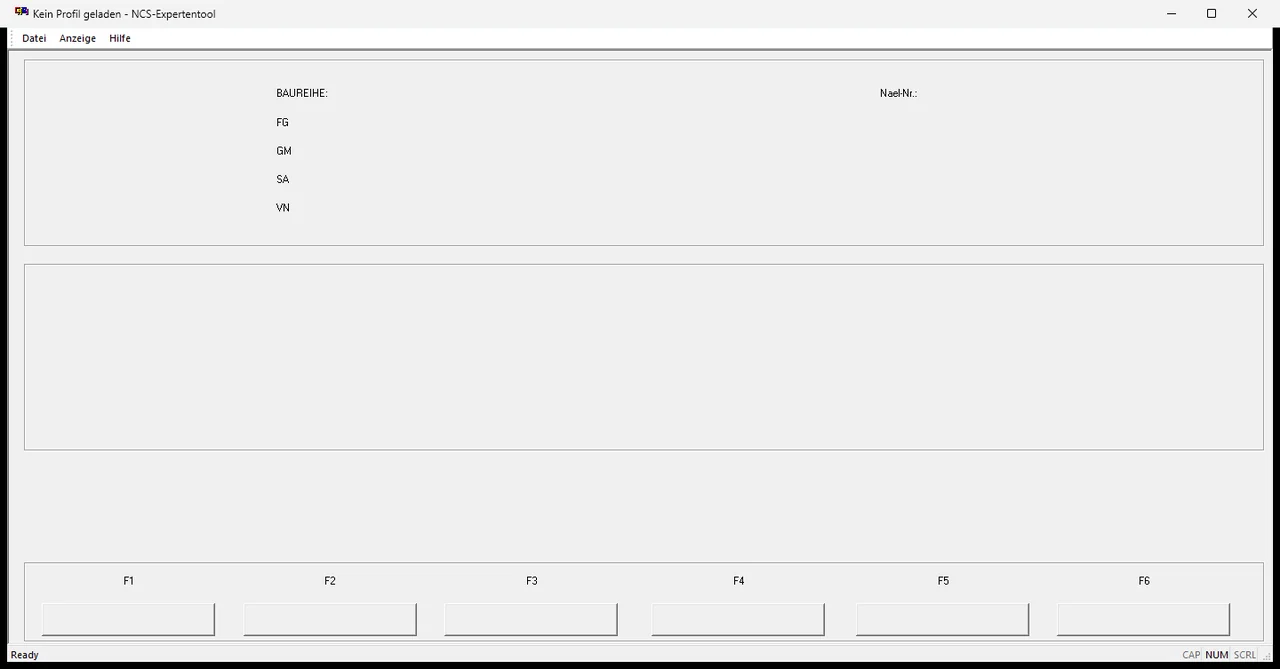 Kein Profil geladen - NCS-Expertentool
Datei Anzeige Hilfe
BAUREIHE: Nael-Nr.:
FG
GM
SA
VN
F1 F2 F3 F4 F5 F6
Ready CAP NUM SCRL